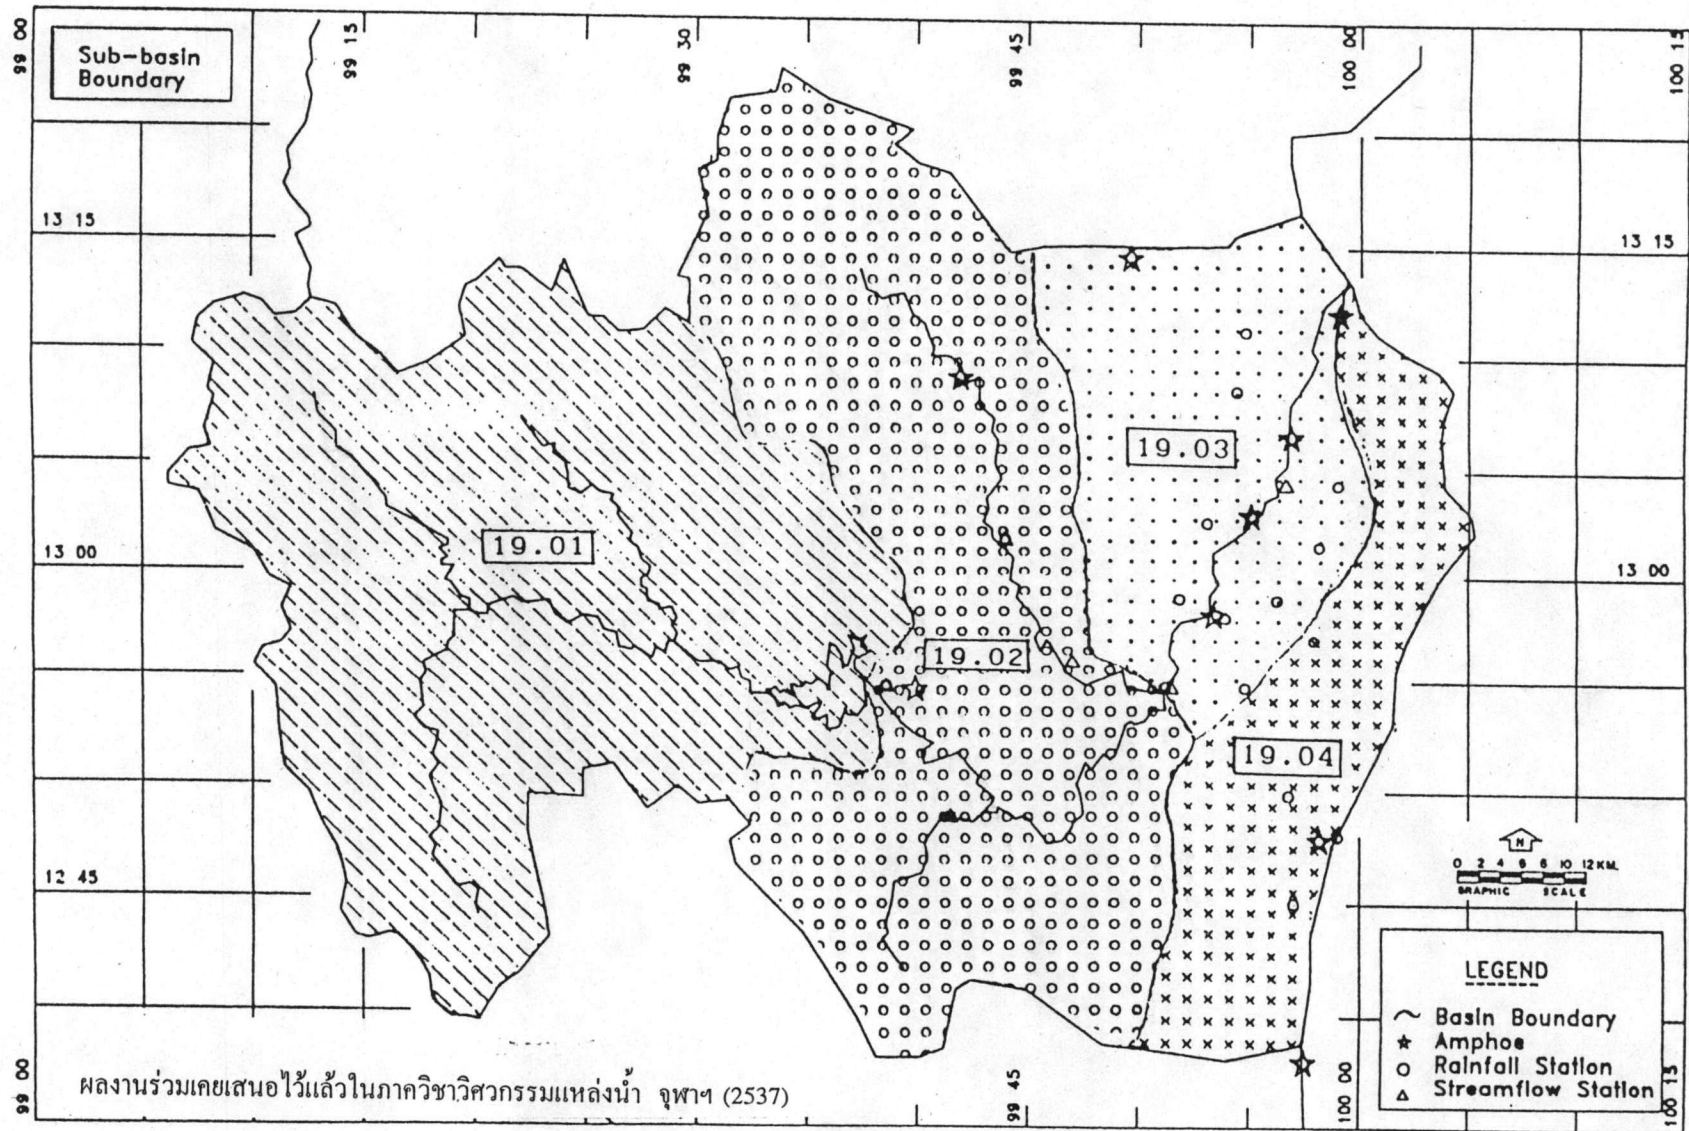 Sub-basin
Boundary
99 00
99 15
99 30
99 45
100 00
100 15
13 15
13 15
19.03
19.01
13 00
13 00
19.02
19.04
12 45
N
0 2 4 6 8 10 12 KM.
GRAPHIC SCALE
LEGEND
Basin Boundary
Amphoe
Rainfall Station
Streamflow Station
99 00
99 45
100 00
100 15
ผลงานร่วมเคยเสนอไว้แล้วในภาควิชาวิศวกรรมแหล่งน้ำ จุฬาฯ (2537)